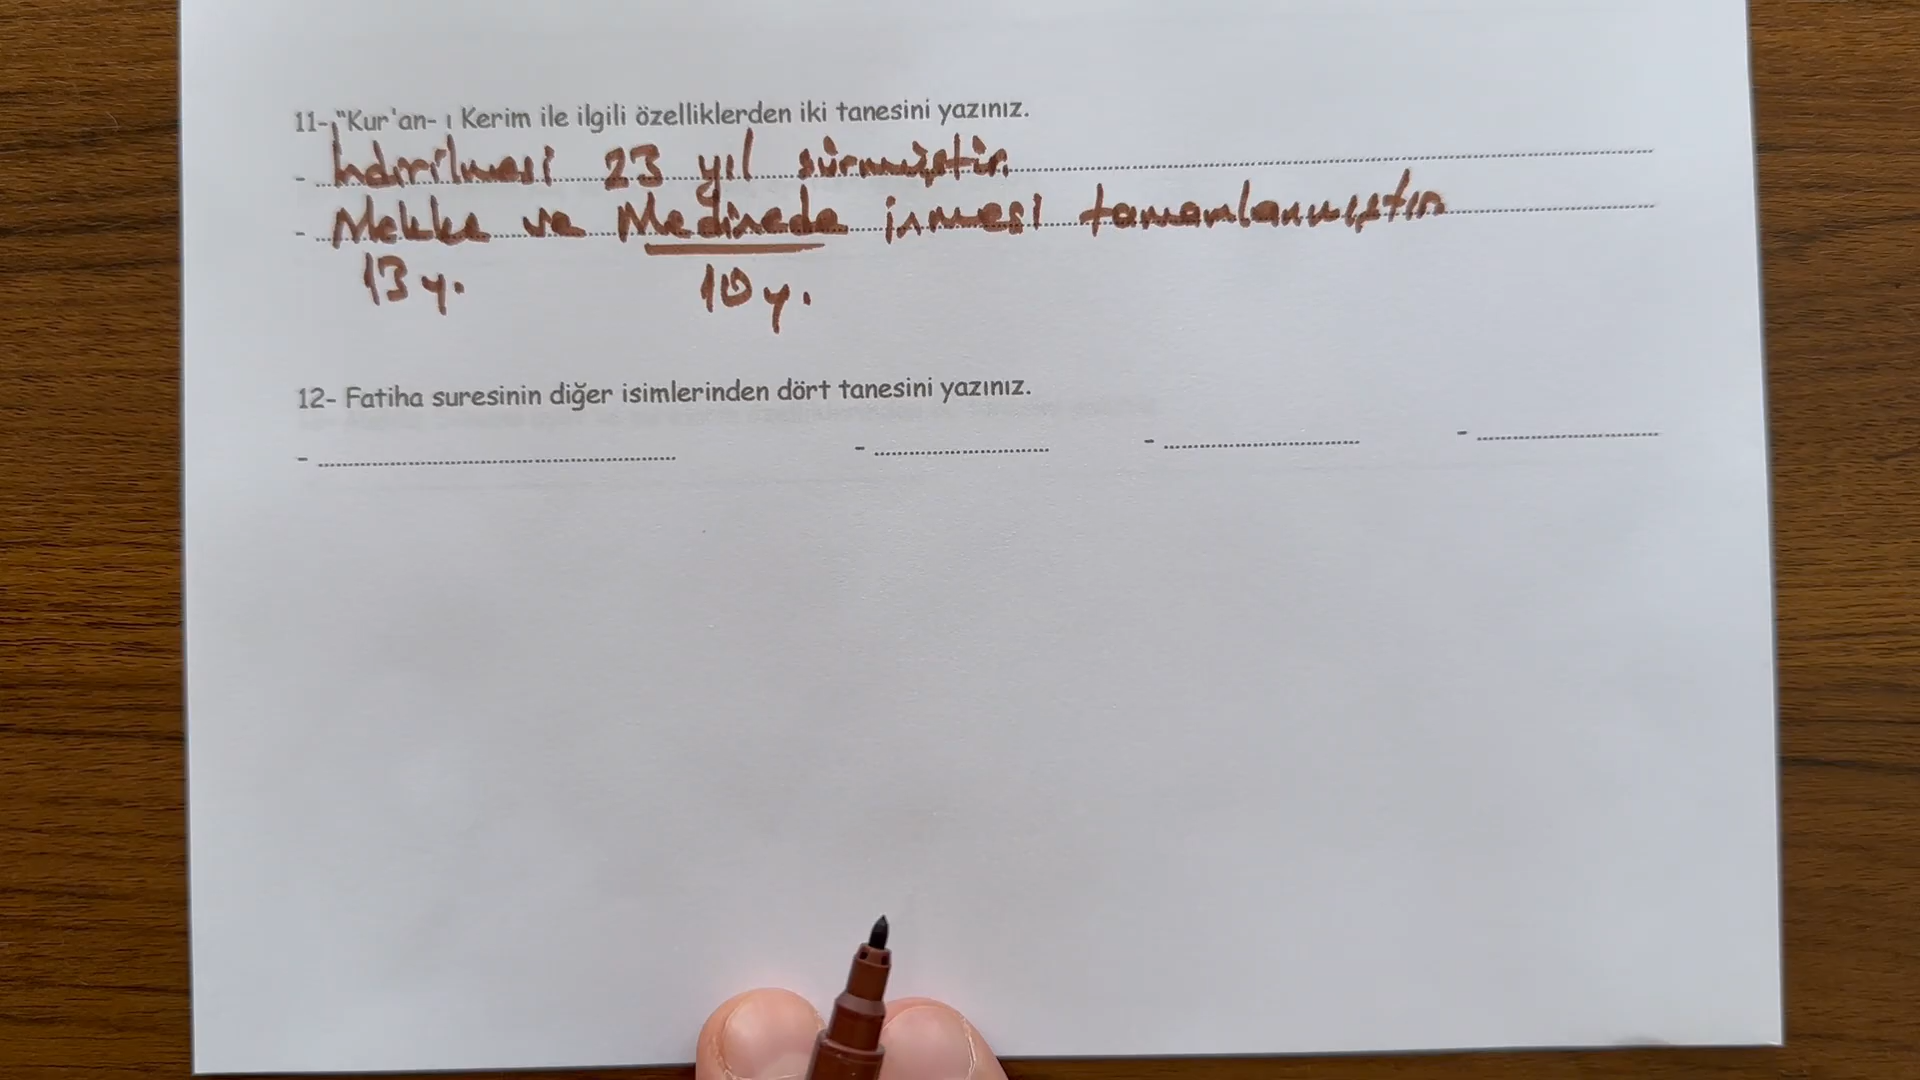 11- "Kur'an- ı Kerim ile ilgili özelliklerden iki tanesini yazınız.
- İndirilmesi 23 yıl sürmüştür.
- Mekke ve Medinede inmesi tamamlanmıştır
13 y. 10 y.
12- Fatiha suresinin diğer isimlerinden dört tanesini yazınız.
- ........ - ........ - ........ - ........